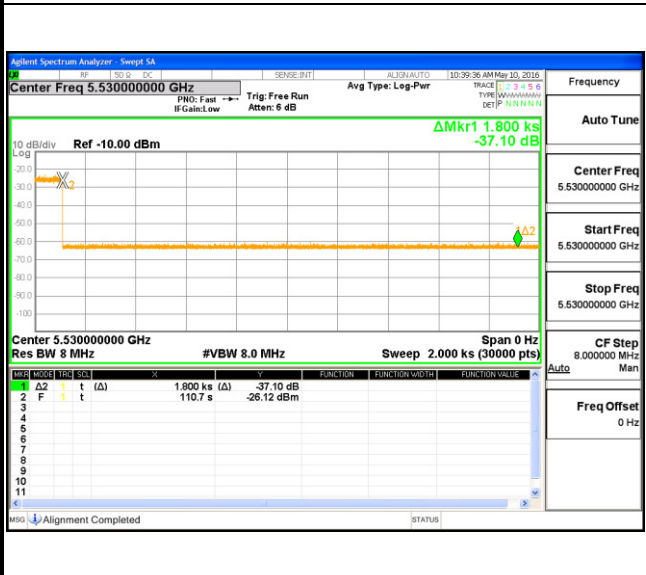 Agilent Spectrum Analyzer - Swept SA
RF 50 Ω DC SENSE:INT ALIGN AUTO 10:39:36 AM May 10, 2016
Center Freq 5.530000000 GHz
PNO: Fast
IFGain:Low
Trig: Free Run
Atten: 6 dB
Avg Type: Log-Pwr
TRACE 1 2 3 4 5 6
TYPE
DET P N N N N N
ΔMkr1 1.800 ks
-37.10 dB
10 dB/div Ref -10.00 dBm
Log
-20.0
-30.0
-40.0
-50.0
-60.0
-70.0
-80.0
-90.0
-100
2
1Δ2
Center 5.530000000 GHz Span 0 Hz
Res BW 8 MHz #VBW 8.0 MHz Sweep 2.000 ks (30000 pts)
MKR MODE TRC SCL X Y FUNCTION FUNCTION WIDTH FUNCTION VALUE
1 Δ2 1 t (Δ) 1.800 ks (Δ) -37.10 dB
2 F 1 t 110.7 s -26.12 dBm
3
4
5
6
7
8
9
10
11
MSG Alignment Completed STATUS
Frequency
Auto Tune
Center Freq
5.530000000 GHz
Start Freq
5.530000000 GHz
Stop Freq
5.530000000 GHz
CF Step
8.000000 MHz
Auto Man
Freq Offset
0 Hz